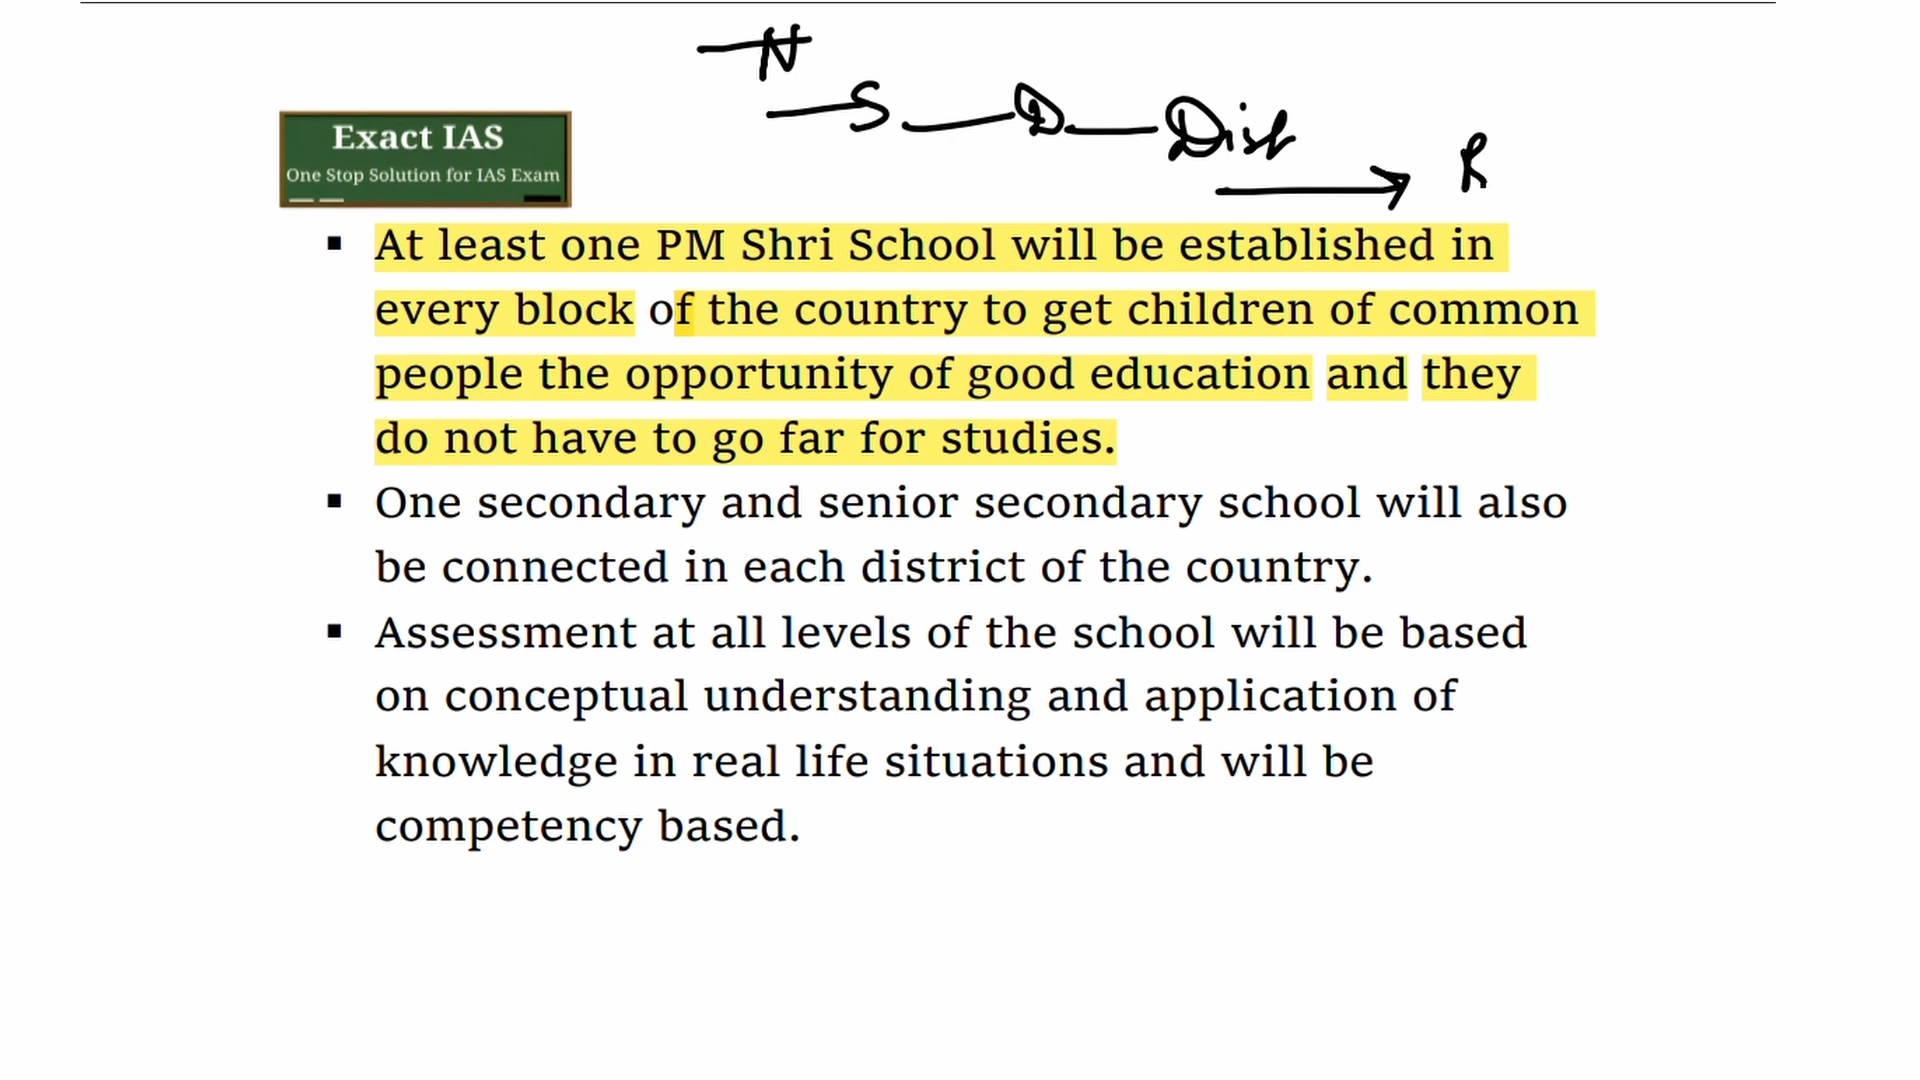 N
S D Dist
R
Exact IAS
One Stop Solution for IAS Exam
▪ At least one PM Shri School will be established in
every block of the country to get children of common
people the opportunity of good education and they
do not have to go far for studies.
▪ One secondary and senior secondary school will also
be connected in each district of the country.
▪ Assessment at all levels of the school will be based
on conceptual understanding and application of
knowledge in real life situations and will be
competency based.